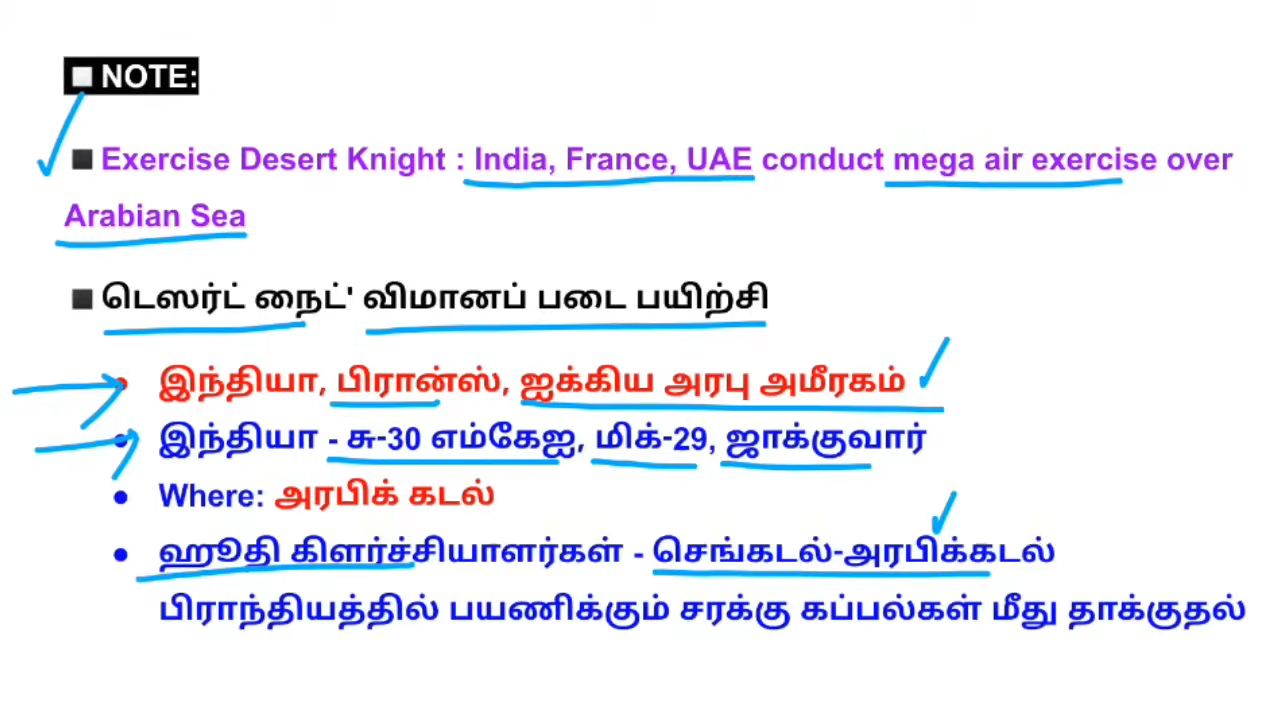 NOTE:
Exercise Desert Knight : India, France, UAE conduct mega air exercise over
Arabian Sea
டெஸர்ட் நைட்' விமானப் படை பயிற்சி
இந்தியா, பிரான்ஸ், ஐக்கிய அரபு அமீரகம்
இந்தியா - சு-30 எம்கேஐ, மிக்-29, ஜாக்குவார்
Where: அரபிக் கடல்
ஹூதி கிளர்ச்சியாளர்கள் - செங்கடல்-அரபிக்கடல்
பிராந்தியத்தில் பயணிக்கும் சரக்கு கப்பல்கள் மீது தாக்குதல்